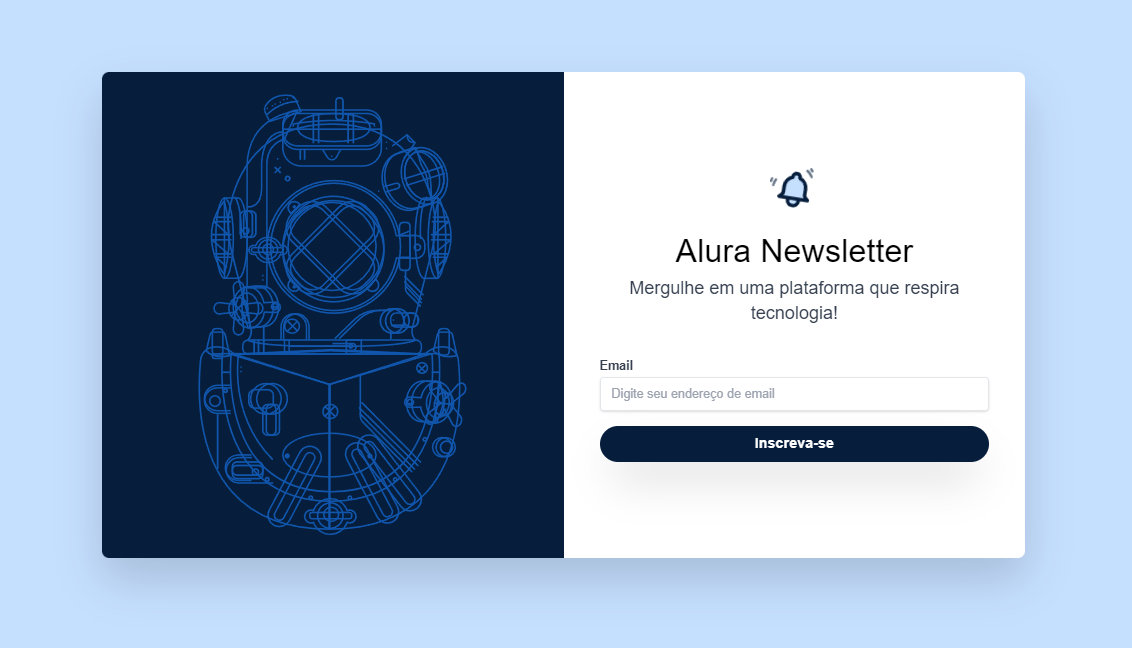 Alura Newsletter
Mergulhe em uma plataforma que respira
tecnologia!
Email
Digite seu endereço de email
Inscreva-se